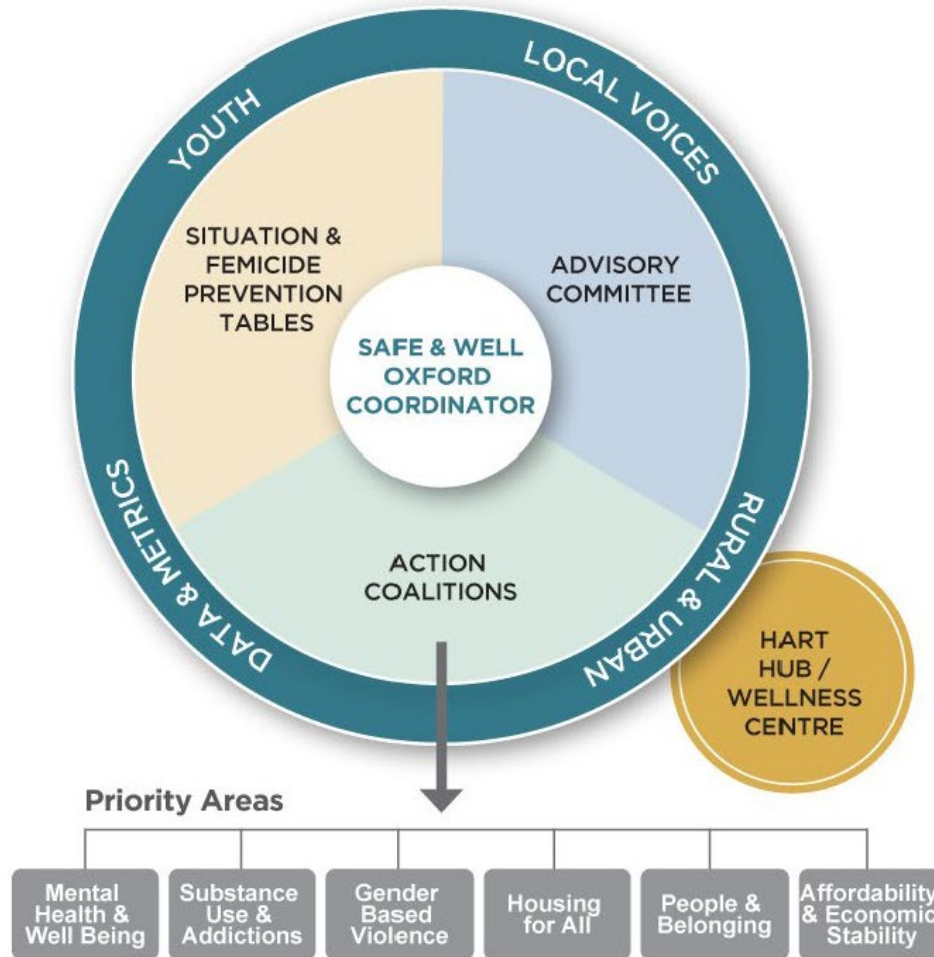 YOUTH
LOCAL VOICES
SITUATION &
FEMICIDE
PREVENTION
TABLES
ADVISORY
COMMITTEE
SAFE & WELL
OXFORD
COORDINATOR
DATA & METRICS
ACTION
COALITIONS
RURAL & URBAN
HART
HUB /
WELLNESS
CENTRE
Priority Areas
Mental
Health &
Well Being
Substance
Use &
Addictions
Gender
Based
Violence
Housing
for All
People &
Belonging
Affordability
& Economic
Stability